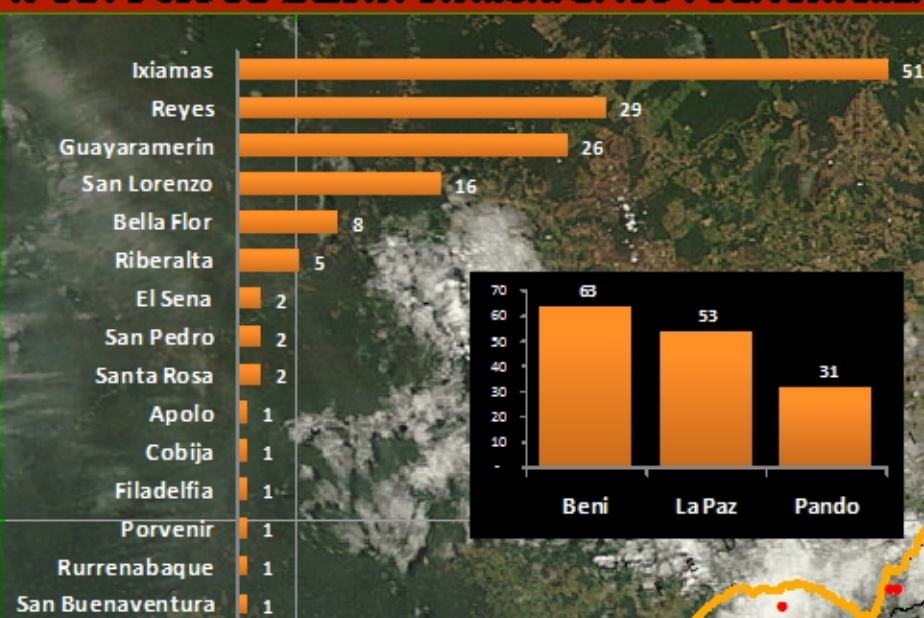 Ixiamas 51
Reyes 29
Guayaramerin 26
San Lorenzo 16
Bella Flor 8
Riberalta 5
El Sena 2
San Pedro 2
Santa Rosa 2
Apolo 1
Cobija 1
Filadelfia 1
Porvenir 1
Rurrenabaque 1
San Buenaventura 1
70
60
50
40
30
20
10
-
63 53 31
Beni La Paz Pando